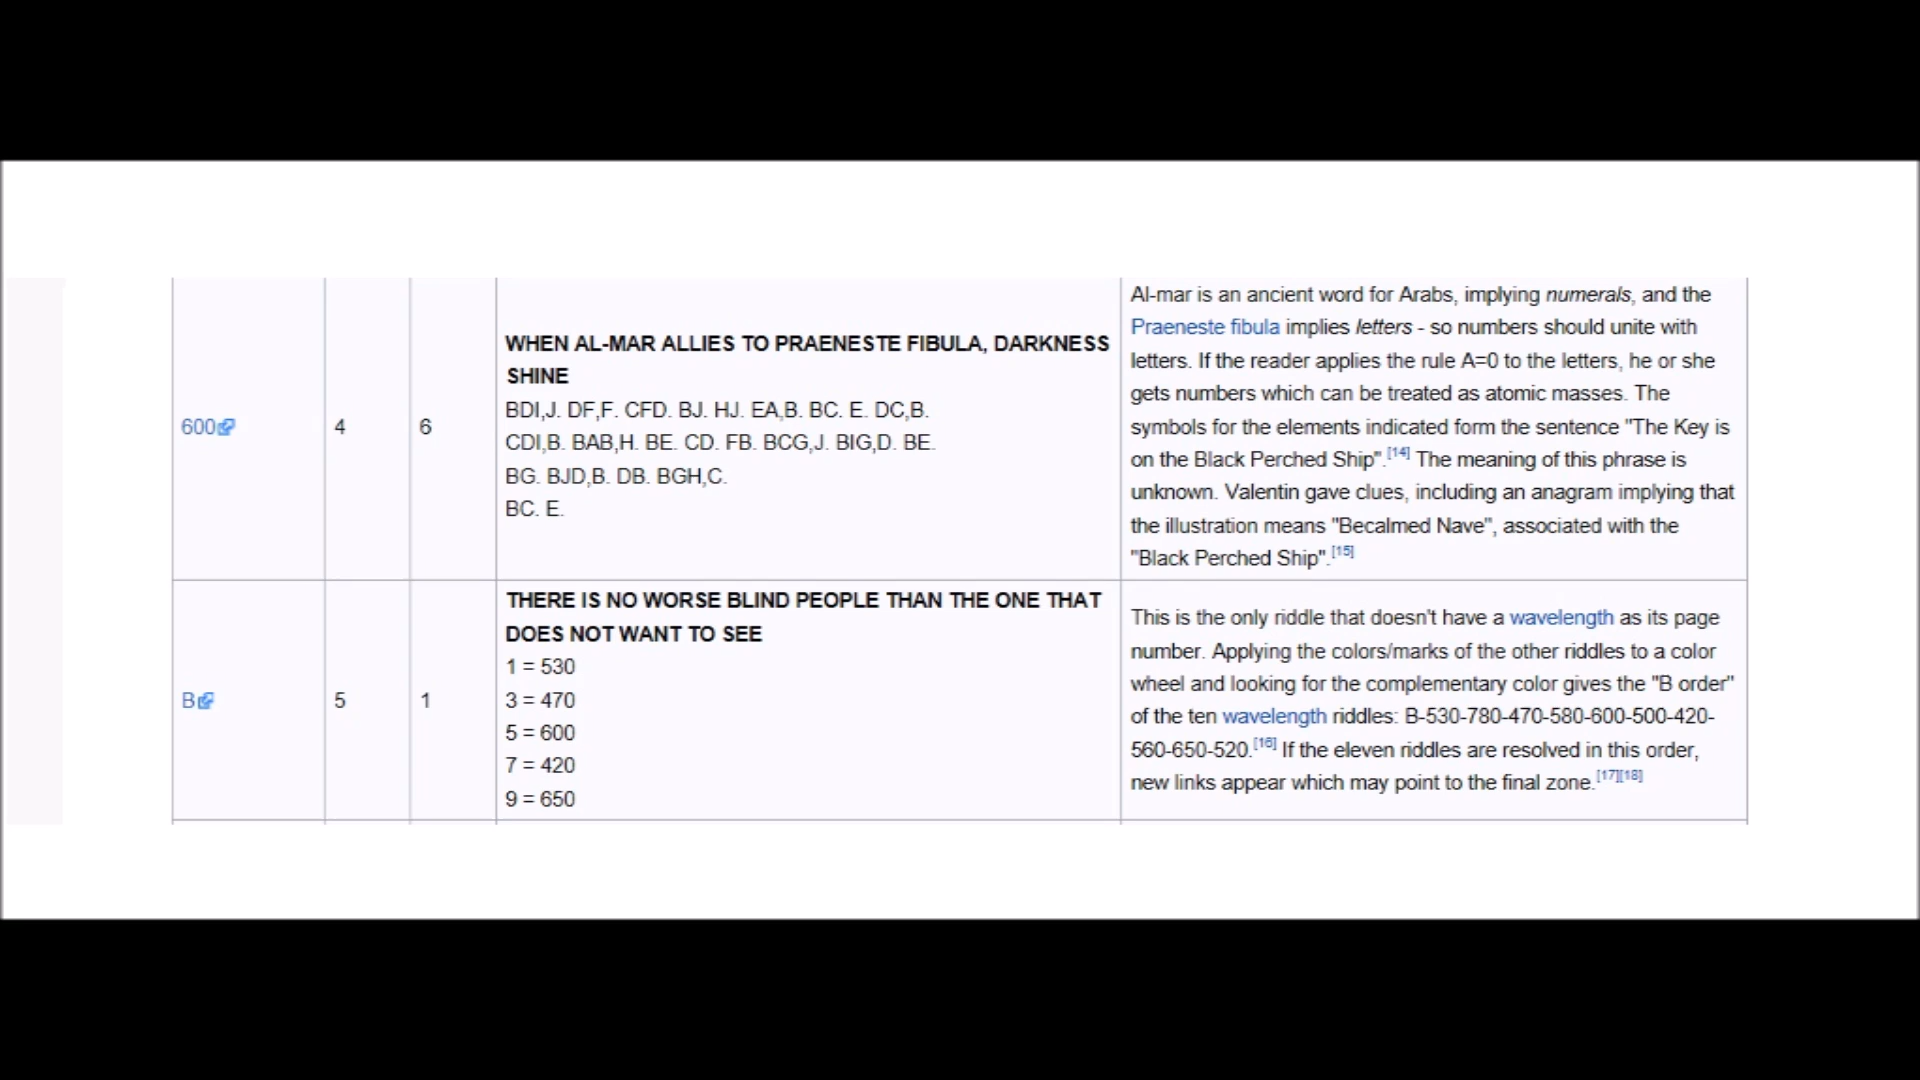 600
4
6
WHEN AL-MAR ALLIES TO PRAENESTE FIBULA, DARKNESS
SHINE
BDI,J. DF,F. CFD. BJ. HJ. EA,B. BC. E. DC,B.
CDI,B. BAB,H. BE. CD. FB. BCG,J. BIG,D. BE.
BG. BJD,B. DB. BGH,C.
BC. E.
Al-mar is an ancient word for Arabs, implying numerals, and the
Praeneste fibula implies letters - so numbers should unite with
letters. If the reader applies the rule A=0 to the letters, he or she
gets numbers which can be treated as atomic masses. The
symbols for the elements indicated form the sentence "The Key is
on the Black Perched Ship".[14] The meaning of this phrase is
unknown. Valentin gave clues, including an anagram implying that
the illustration means "Becalmed Nave", associated with the
"Black Perched Ship".[15]
B
5
1
THERE IS NO WORSE BLIND PEOPLE THAN THE ONE THAT
DOES NOT WANT TO SEE
1 = 530
3 = 470
5 = 600
7 = 420
9 = 650
This is the only riddle that doesn't have a wavelength as its page
number. Applying the colors/marks of the other riddles to a color
wheel and looking for the complementary color gives the "B order"
of the ten wavelength riddles: B-530-780-470-580-600-500-420-
560-650-520.[16] If the eleven riddles are resolved in this order,
new links appear which may point to the final zone.[17][18]